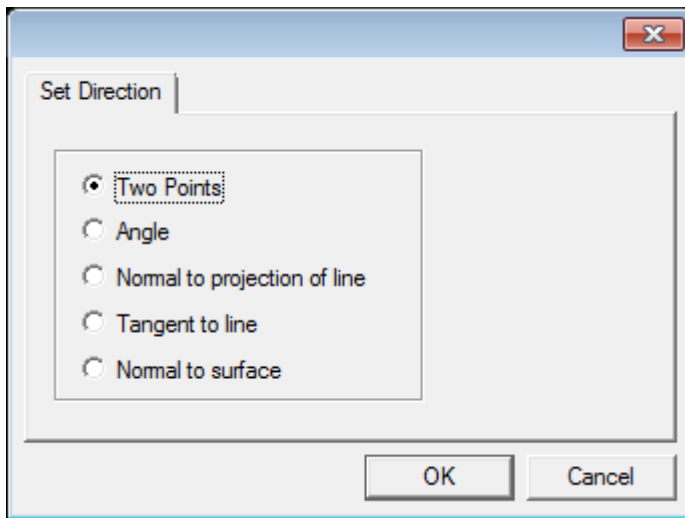 Set Direction
Two Points
Angle
Normal to projection of line
Tangent to line
Normal to surface
OK
Cancel